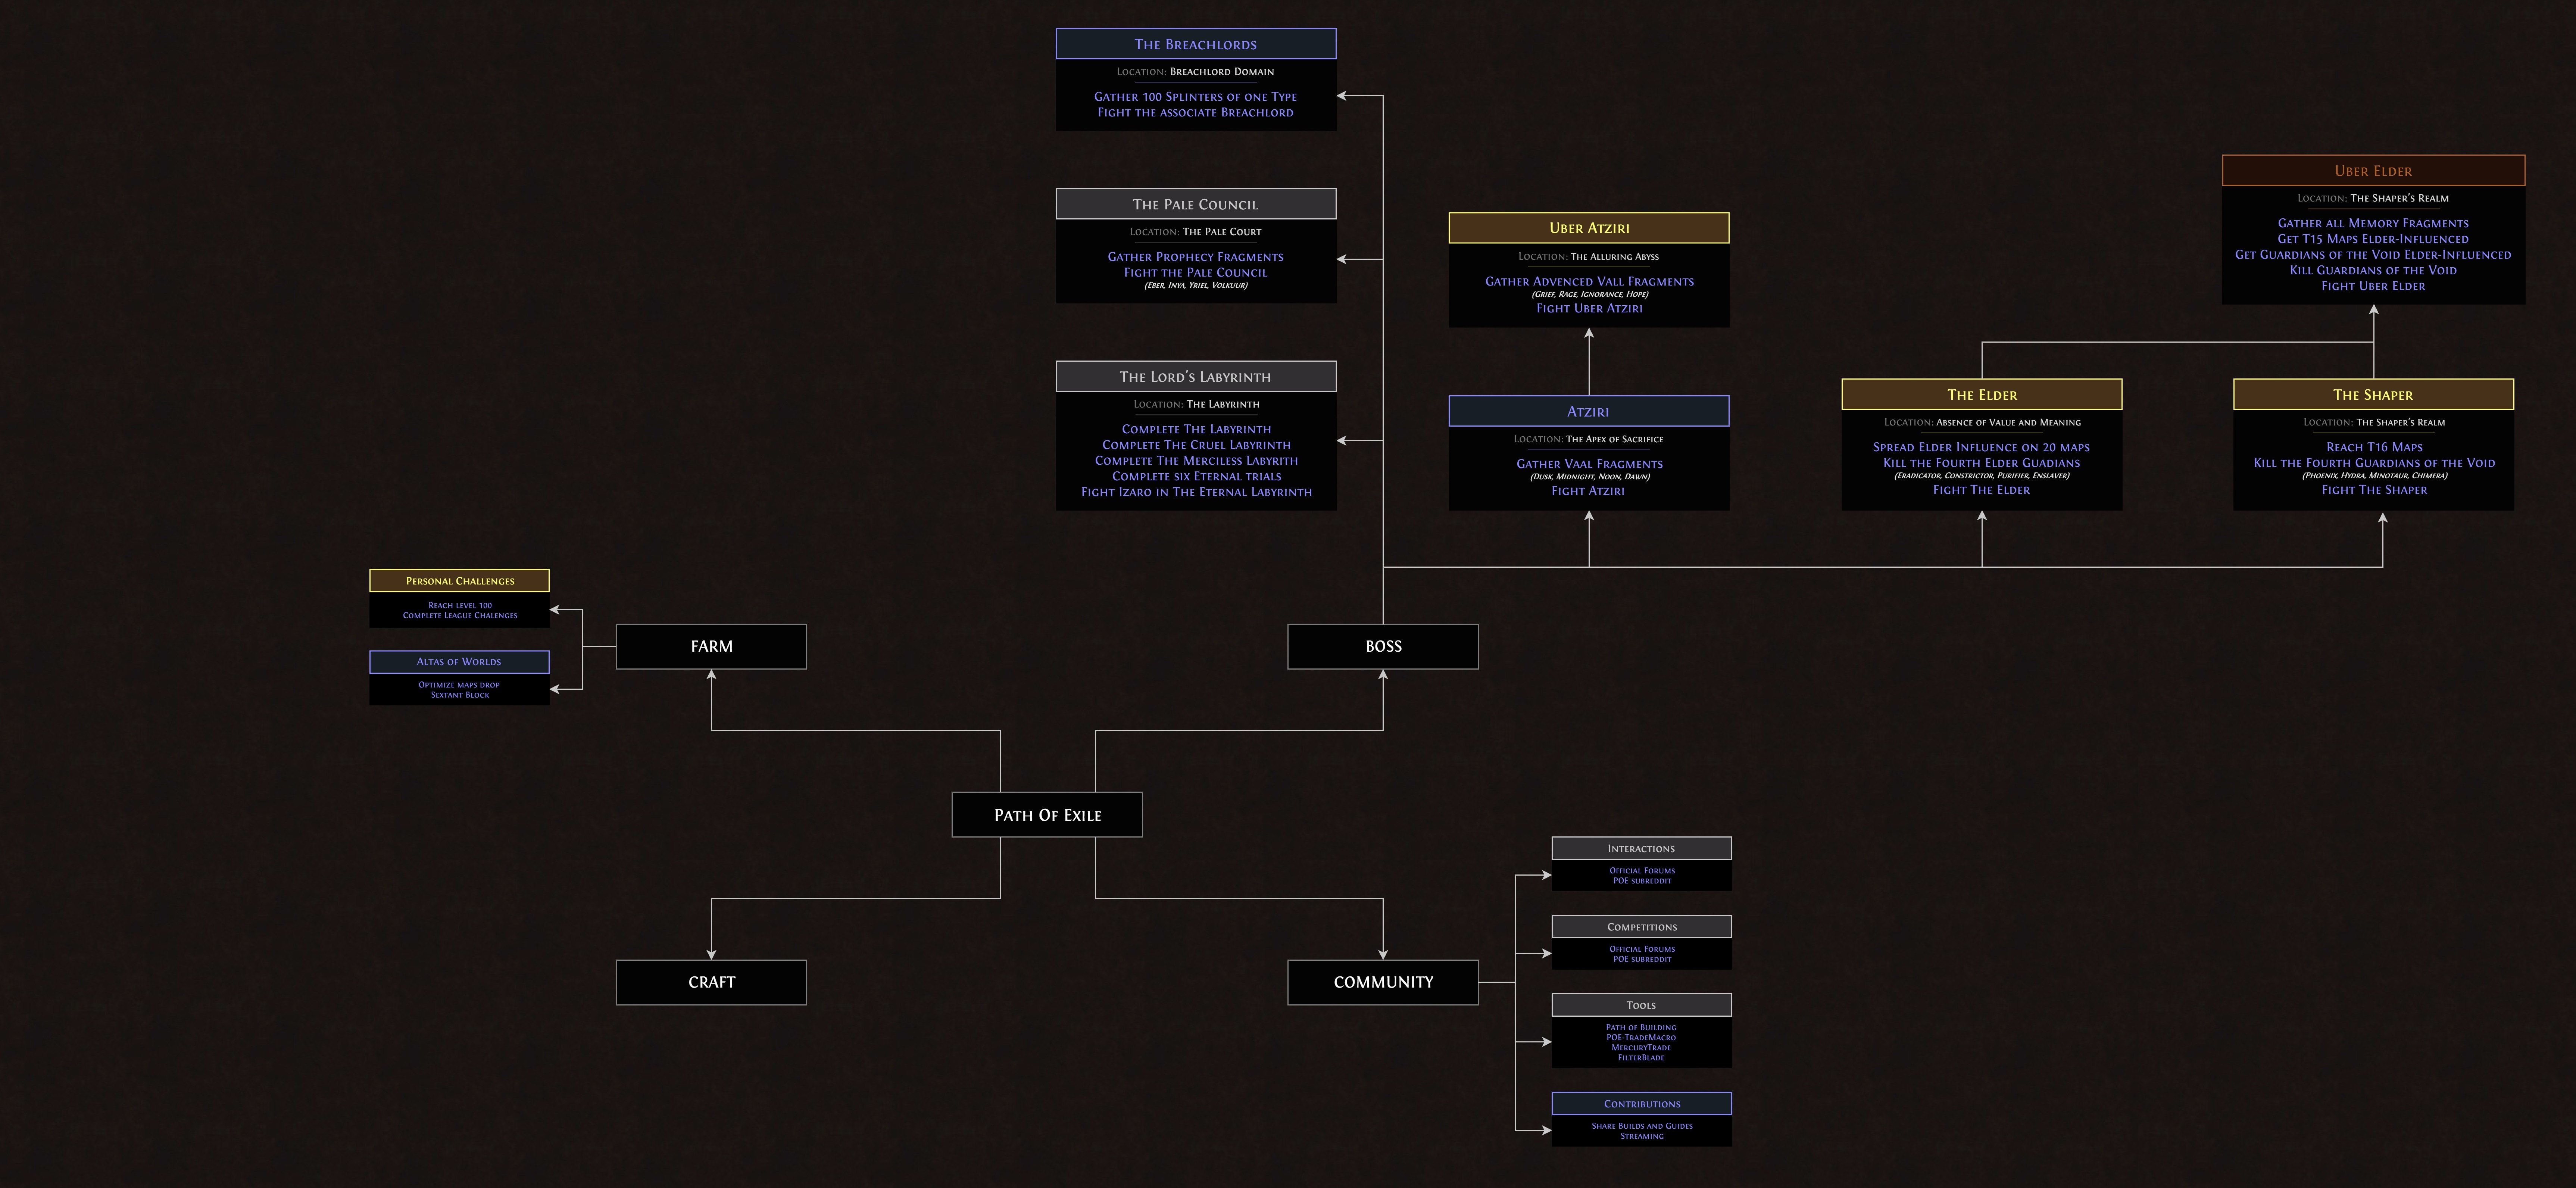 The Breachlords
Location: Breachlord Domain
Gather 100 Splinters of one Type
Fight the associate Breachlord
The Pale Council
Location: The Pale Court
Gather Prophecy Fragments
Fight the Pale Council
(Eber, Inya, Yriel, Volkuur)
The Lord's Labyrinth
Location: The Labyrinth
Complete The Labyrinth
Complete The Cruel Labyrinth
Complete The Merciless Labyrith
Complete six Eternal trials
Fight Izaro in The Eternal Labyrinth
Uber Atziri
Location: The Alluring Abyss
Gather Advenced Vall Fragments
(Grief, Rage, Ignorance, Hope)
Fight Uber Atziri
Atziri
Location: The Apex of Sacrifice
Gather Vaal Fragments
(Dusk, Midnight, Noon, Dawn)
Fight Atziri
Uber Elder
Location: The Shaper's Realm
Gather all Memory Fragments
Get T15 Maps Elder-Influenced
Get Guardians of the Void Elder-Influenced
Kill Guardians of the Void
Fight Uber Elder
The Elder
Location: Absence of Value and Meaning
Spread Elder Influence on 20 maps
Kill the Fourth Elder Guadians
(Eradicator, Constrictor, Purifier, Enslaver)
Fight The Elder
The Shaper
Location: The Shaper's Realm
Reach T16 Maps
Kill the Fourth Guardians of the Void
(Phoenix, Hydra, Minotaur, Chimera)
Fight The Shaper
Personal Challenges
Reach level 100
Complete League Chalenges
Altas of Worlds
Optimize maps drop
Sextant Block
FARM
BOSS
Path Of Exile
CRAFT
COMMUNITY
Interactions
Official Forums
POE subreddit
Competitions
Official Forums
POE subreddit
Tools
Path of Building
POE-TradeMacro
MercuryTrade
FilterBlade
Contributions
Share Builds and Guides
Streaming